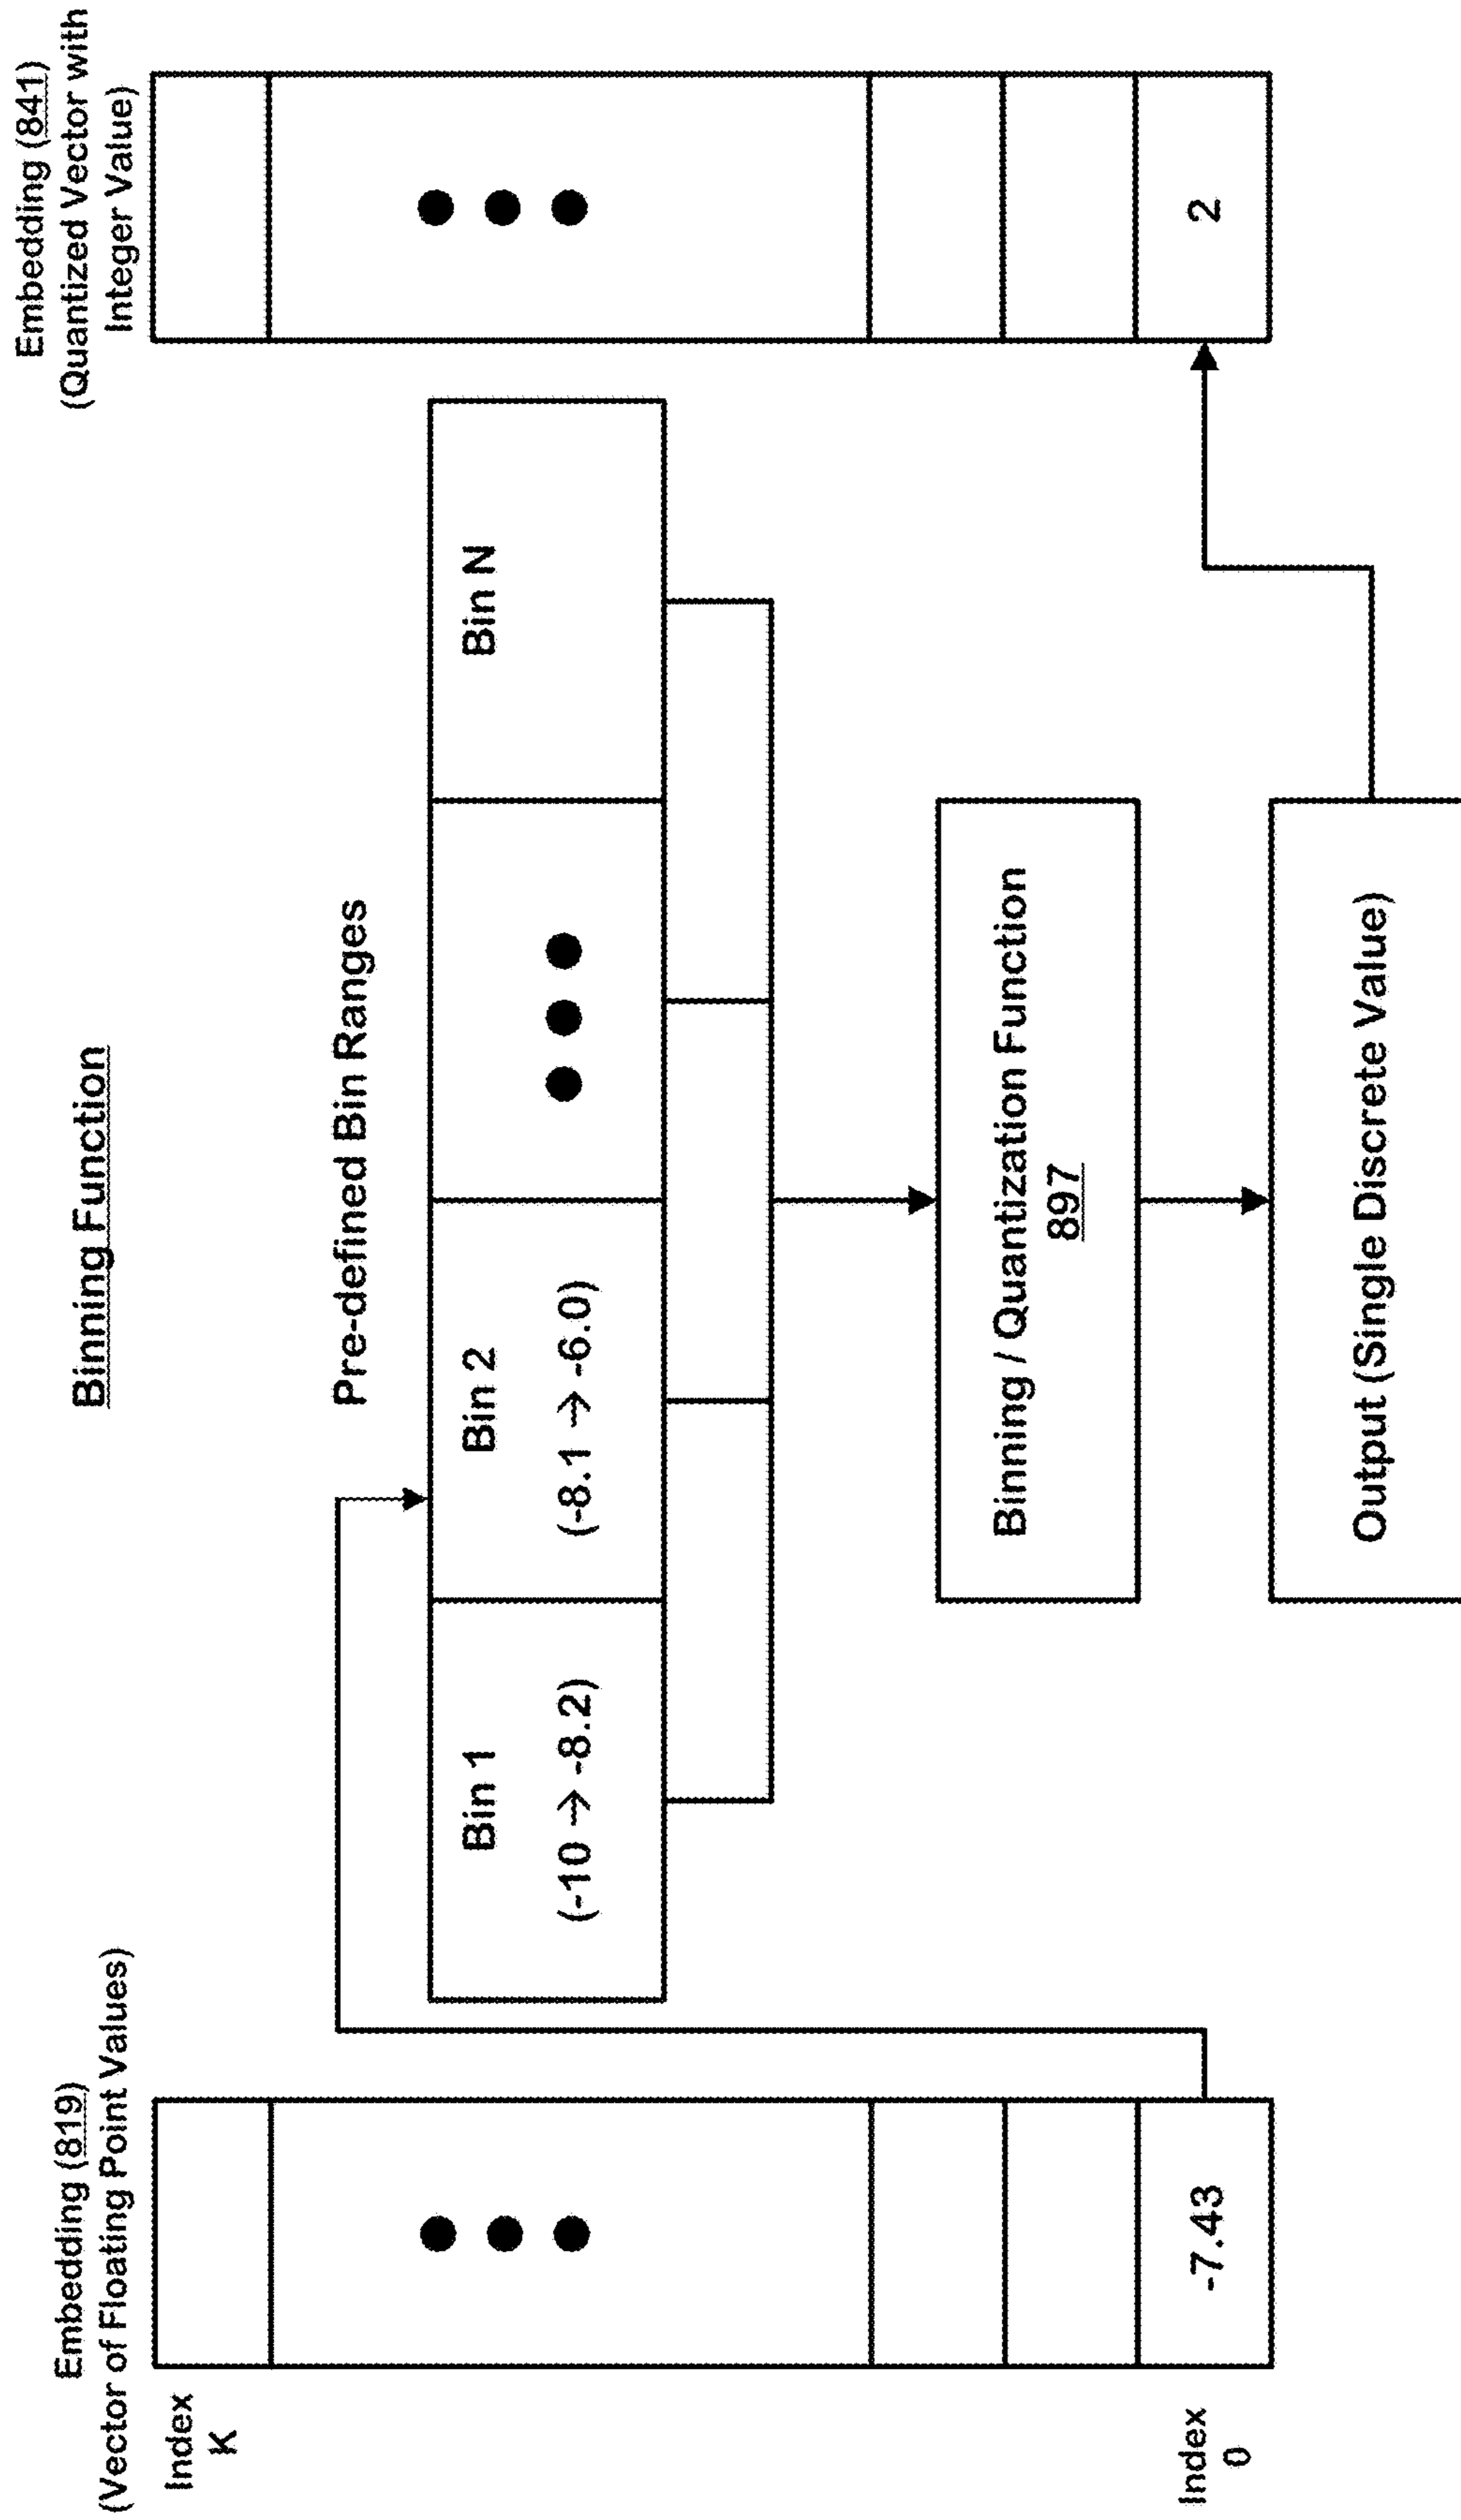 Binning Function
Embedding (819)
(Vector of Floating Point Values)
Index
K
-7.43
Index
0
Pre-defined Bin Ranges
Bin 1
(-10 → -8.2)
Bin 2
(-8.1 → -6.0)
Bin N
Binning / Quantization Function
897
Output (Single Discrete Value)
Embedding (841)
(Quantized Vector with
Integer Value)
2